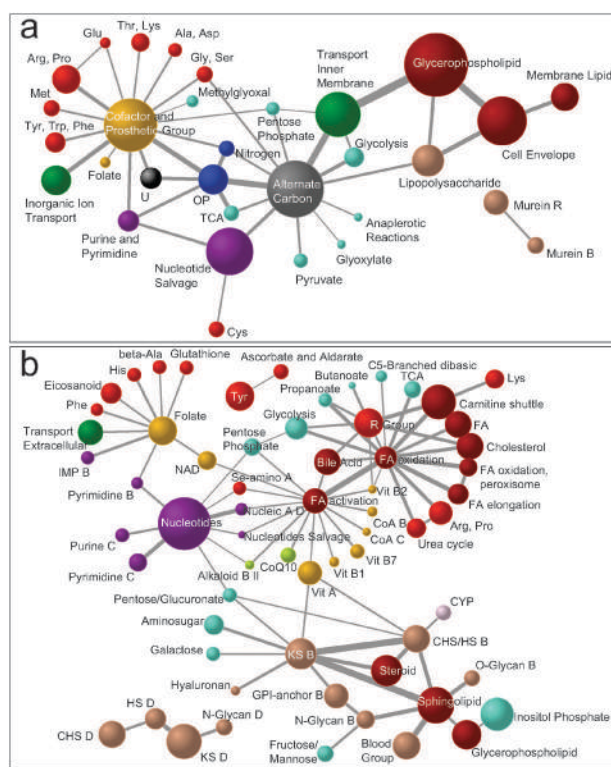 a
Thr, Lys
Glu
Ala, Asp
Arg, Pro
Gly, Ser
Transport
Inner
Membrane
Glycerophospholipid
Met
Methylglyoxal
Membrane Lipid
Cofactor and
Prosthetic
Group
Pentose
Phosphate
Tyr, Trp, Phe
Glycolysis
Cell Envelope
Nitrogen
Folate
U
OP
Alternate
Carbon
Lipopolysaccharide
Inorganic Ion
Transport
TCA
Murein R
Anaplerotic
Reactions
Purine and
Pyrimidine
Nucleotide
Salvage
Glyoxylate
Murein B
Pyruvate
Cys
b
beta-Ala
Glutathione
Ascorbate and Aldarate
C5-Branched dibasic
His
Butanoate
TCA
Eicosanoid
Propanoate
Lys
Tyr
Glycolysis
Carnitine shuttle
Phe
Folate
R Group
FA
Transport
Extracellular
Pentose
Phosphate
Cholesterol
IMP B
NAD
Bile Acid
FA oxidation
FA oxidation,
peroxisome
Pyrimidine B
Se-amino A
Vit B2
FA activation
FA elongation
Nucleotides
Nucleic A D
CoA B
Arg, Pro
Purine C
Nucleotides Salvage
CoA C
Urea cycle
Pyrimidine C
CoQ10
Vit B7
Vit B1
Alkaloid B II
Vit A
Pentose/Glucuronate
CYP
Aminosugar
CHS/HS B
Galactose
KS B
Steroid
O-Glycan B
Hyaluronan
GPI-anchor B
Sphingolipid
HS D
N-Glycan D
N-Glycan B
Inositol Phosphate
CHS D
KS D
Fructose/
Mannose
Blood
Group
Glycerophospholipid